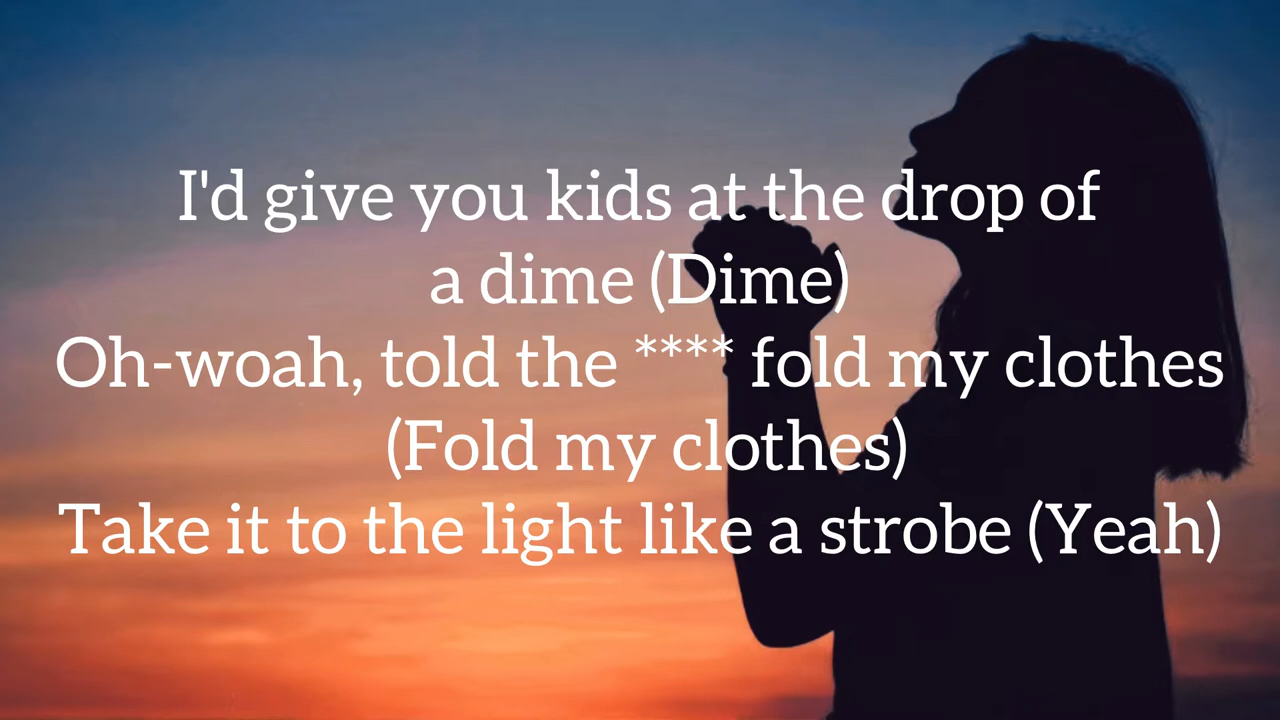 I'd give you kids at the drop of
a dime (Dime)
Oh-woah, told the **** fold my clothes
(Fold my clothes)
Take it to the light like a strobe (Yeah)